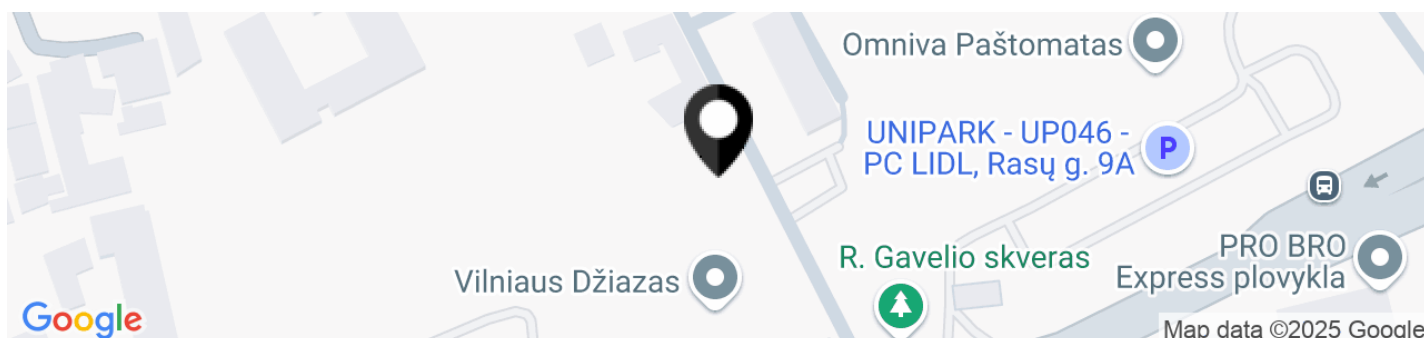 Omniva Paštomatas
UNIPARK - UP046 -
PC LIDL, Rasų g. 9A
P
R. Gavelio skveras
PRO BRO
Express plovykla
Vilniaus Džiazas
Google
Map data ©2025 Google